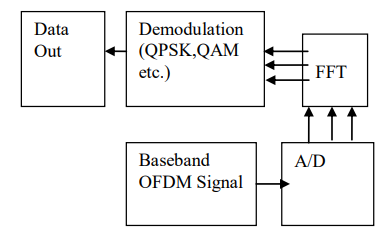 Data
Out
Demodulation
(QPSK,QAM
etc.)
FFT
Baseband
OFDM Signal
A/D